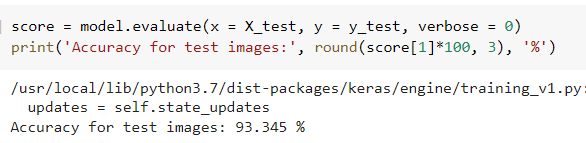 score = model.evaluate(x = X_test, y = y_test, verbose = 0)
print('Accuracy for test images:', round(score[1]*100, 3), '%')
/usr/local/lib/python3.7/dist-packages/keras/engine/training_v1.py:
updates = self.state_updates
Accuracy for test images: 93.345 %